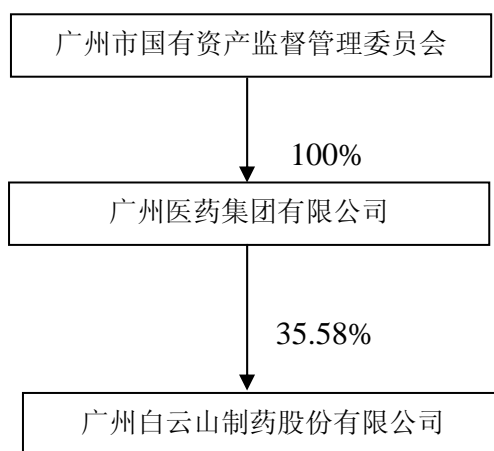 广州市国有资产监督管理委员会
100%
广州医药集团有限公司
35.58%
广州白云山制药股份有限公司